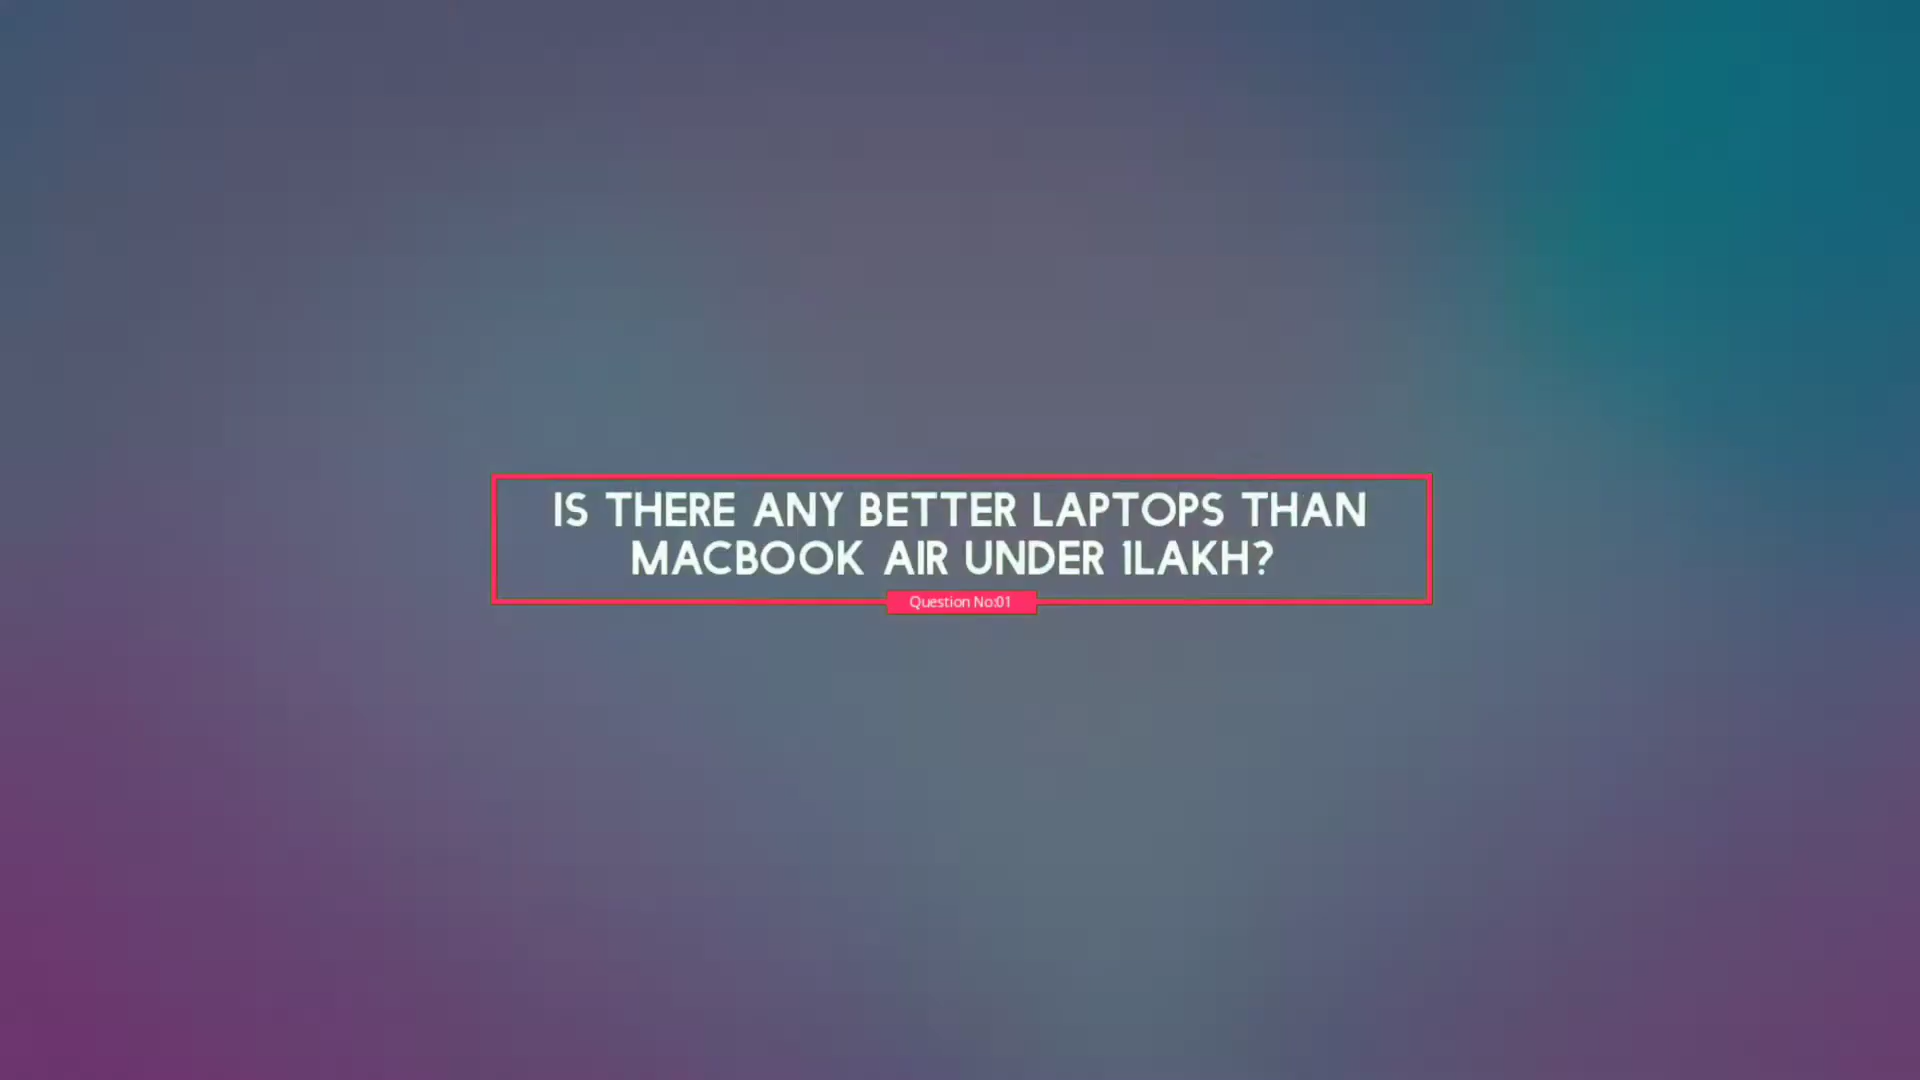 IS THERE ANY BETTER LAPTOPS THAN
MACBOOK AIR UNDER 1LAKH?
Question No:01